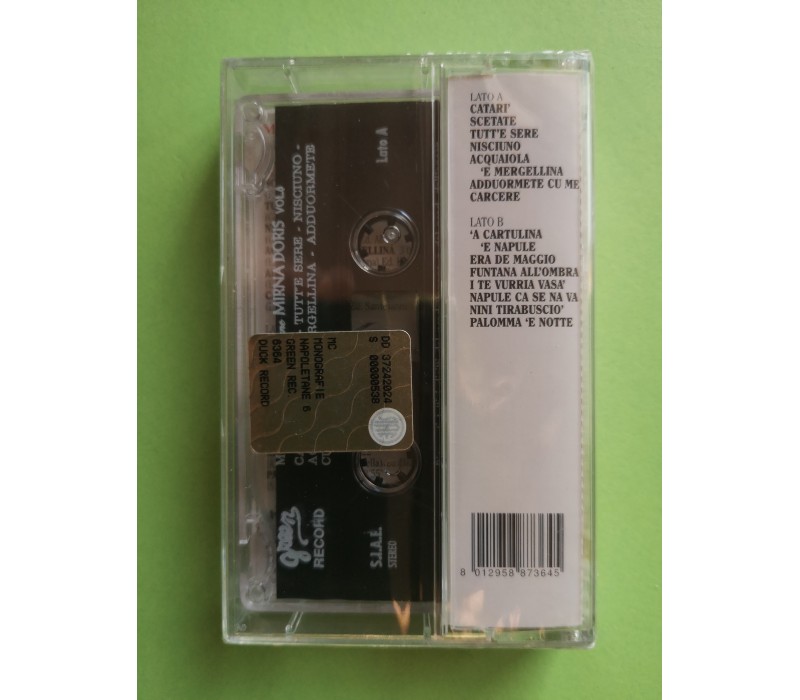 LATO A
CATARI'
SCETATE
TUTT'E SERE
NISCIUNO
ACQUAIOLA
'E MERGELLINA
ADDUORMETE CU ME
CARCERE
LATO B
'A CARTULINA
'E NAPULE
ERA DE MAGGIO
FUNTANA ALL'OMBRA
I TE VURRIA VASA'
NAPULE CA SE NA VA
NINI TIRABUSCIO'
PALOMMA 'E NOTTE
8 012958 873645
MIRNA DORIS VOL.6
Lato A
TUTT'E SERE - NISCIUNO -
ADDUORMETE
MC
MONOGRAFIE
NAPOLETANE 6
GREEN REC
6364
DUCK RECORD
DD 37242024
S 00000538
green
RECORD
S.I.A.E.
STEREO